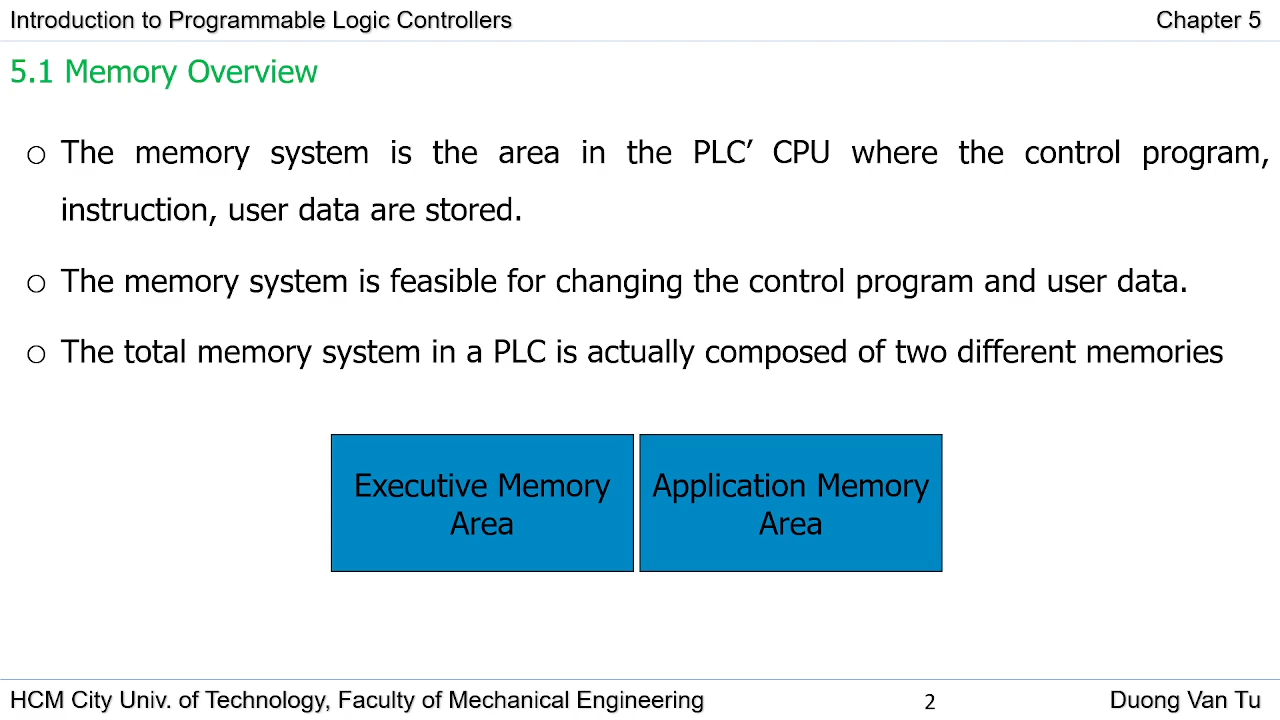 Introduction to Programmable Logic Controllers
Chapter 5
5.1 Memory Overview
○ The memory system is the area in the PLC’ CPU where the control program,
instruction, user data are stored.
○ The memory system is feasible for changing the control program and user data.
○ The total memory system in a PLC is actually composed of two different memories
Executive Memory
Area
Application Memory
Area
HCM City Univ. of Technology, Faculty of Mechanical Engineering
2
Duong Van Tu